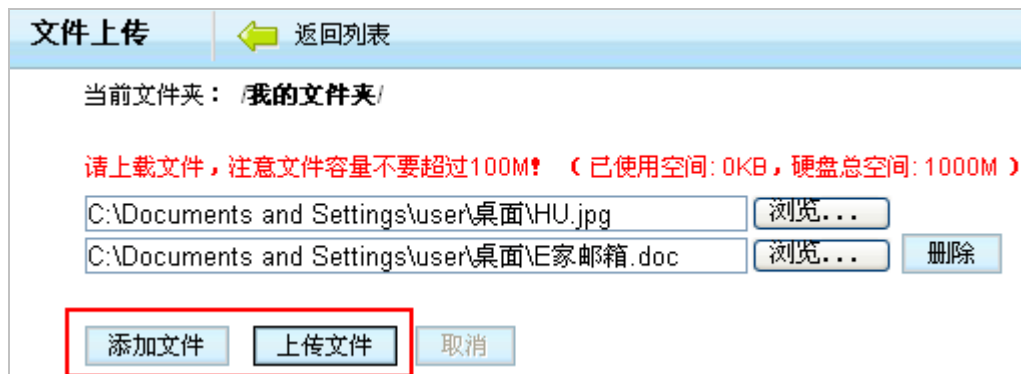 文件上传 返回列表
当前文件夹： /我的文件夹/
请上载文件，注意文件容量不要超过100M！ （已使用空间: 0KB，硬盘总空间: 1000M ）
C:\Documents and Settings\user\桌面\HU.jpg 浏览...
C:\Documents and Settings\user\桌面\E家邮箱.doc 浏览... 删除
添加文件 上传文件 取消